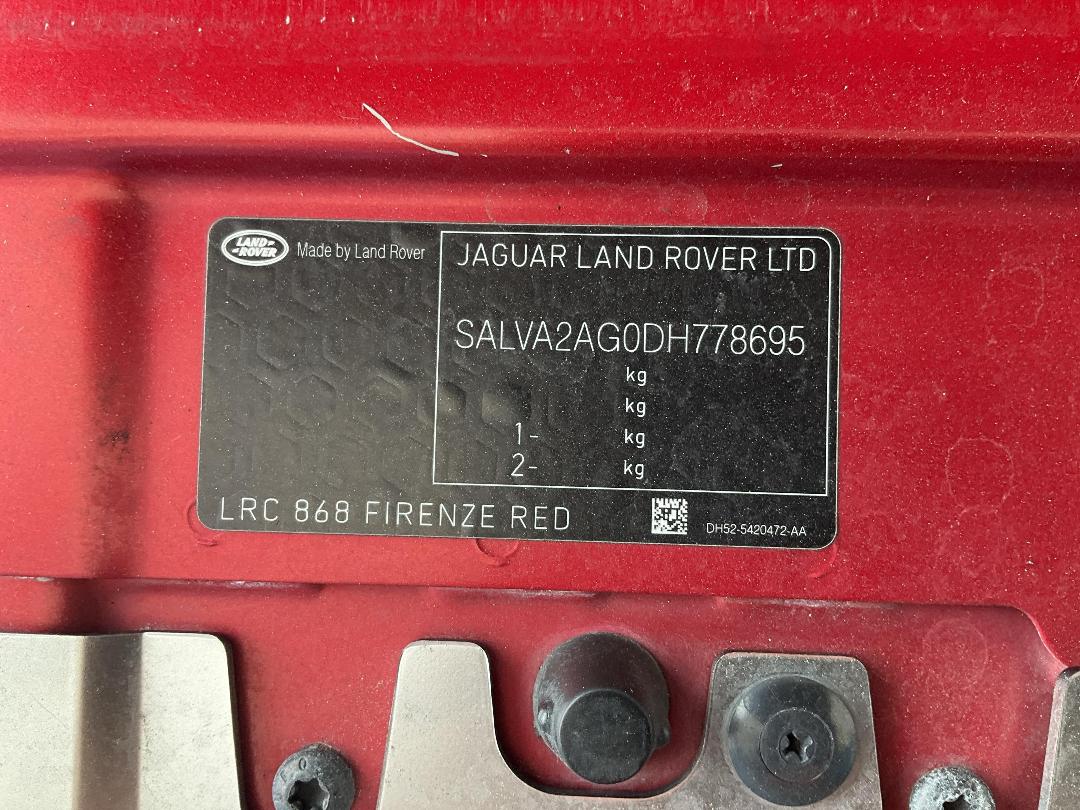 LAND-
-ROVER
Made by Land Rover
JAGUAR LAND ROVER LTD
SALVA2AG0DH778695
kg
kg
1- kg
2- kg
LRC 868 FIRENZE RED
DH52-5420472-AA